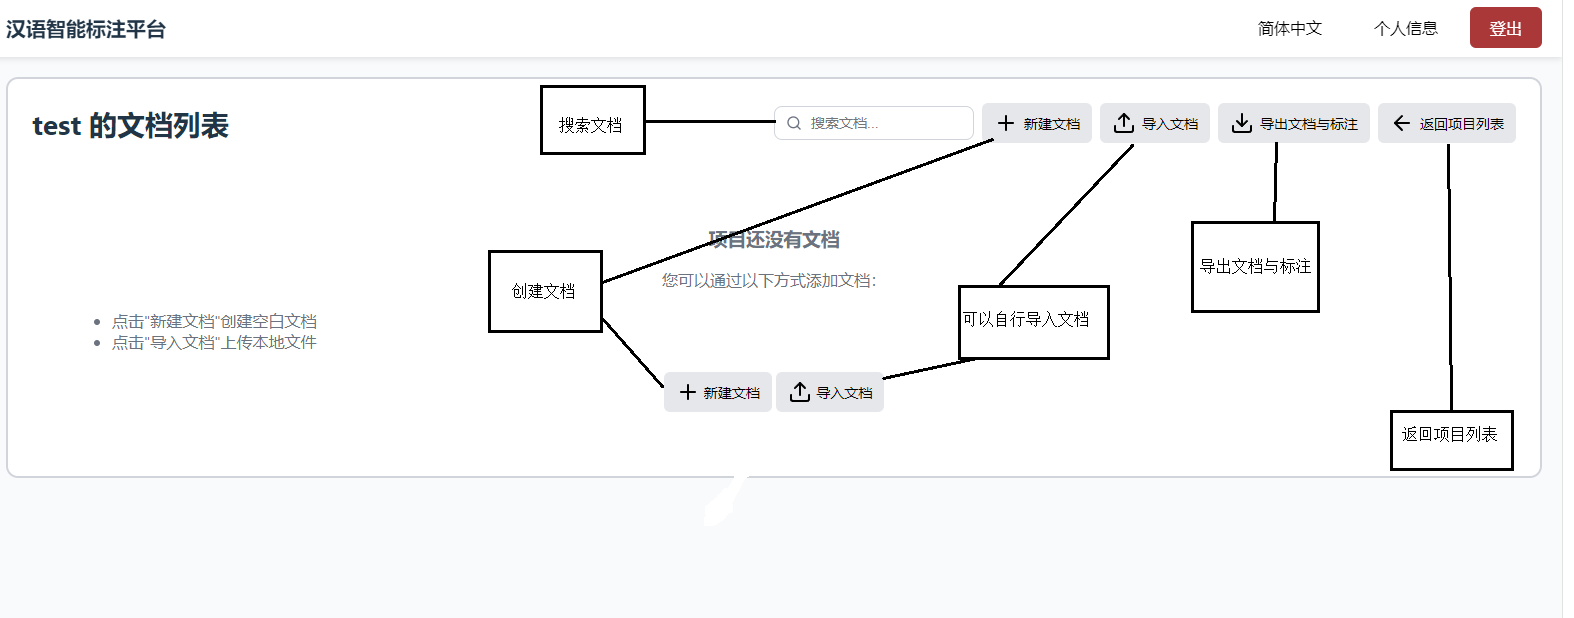 汉语智能标注平台
简体中文
个人信息
登出
test 的文档列表
搜索文档
搜索文档...
新建文档
导入文档
导出文档与标注
返回项目列表
项目还没有文档
您可以通过以下方式添加文档：
创建文档
导出文档与标注
可以自行导入文档
点击"新建文档"创建空白文档
点击"导入文档"上传本地文件
新建文档
导入文档
返回项目列表